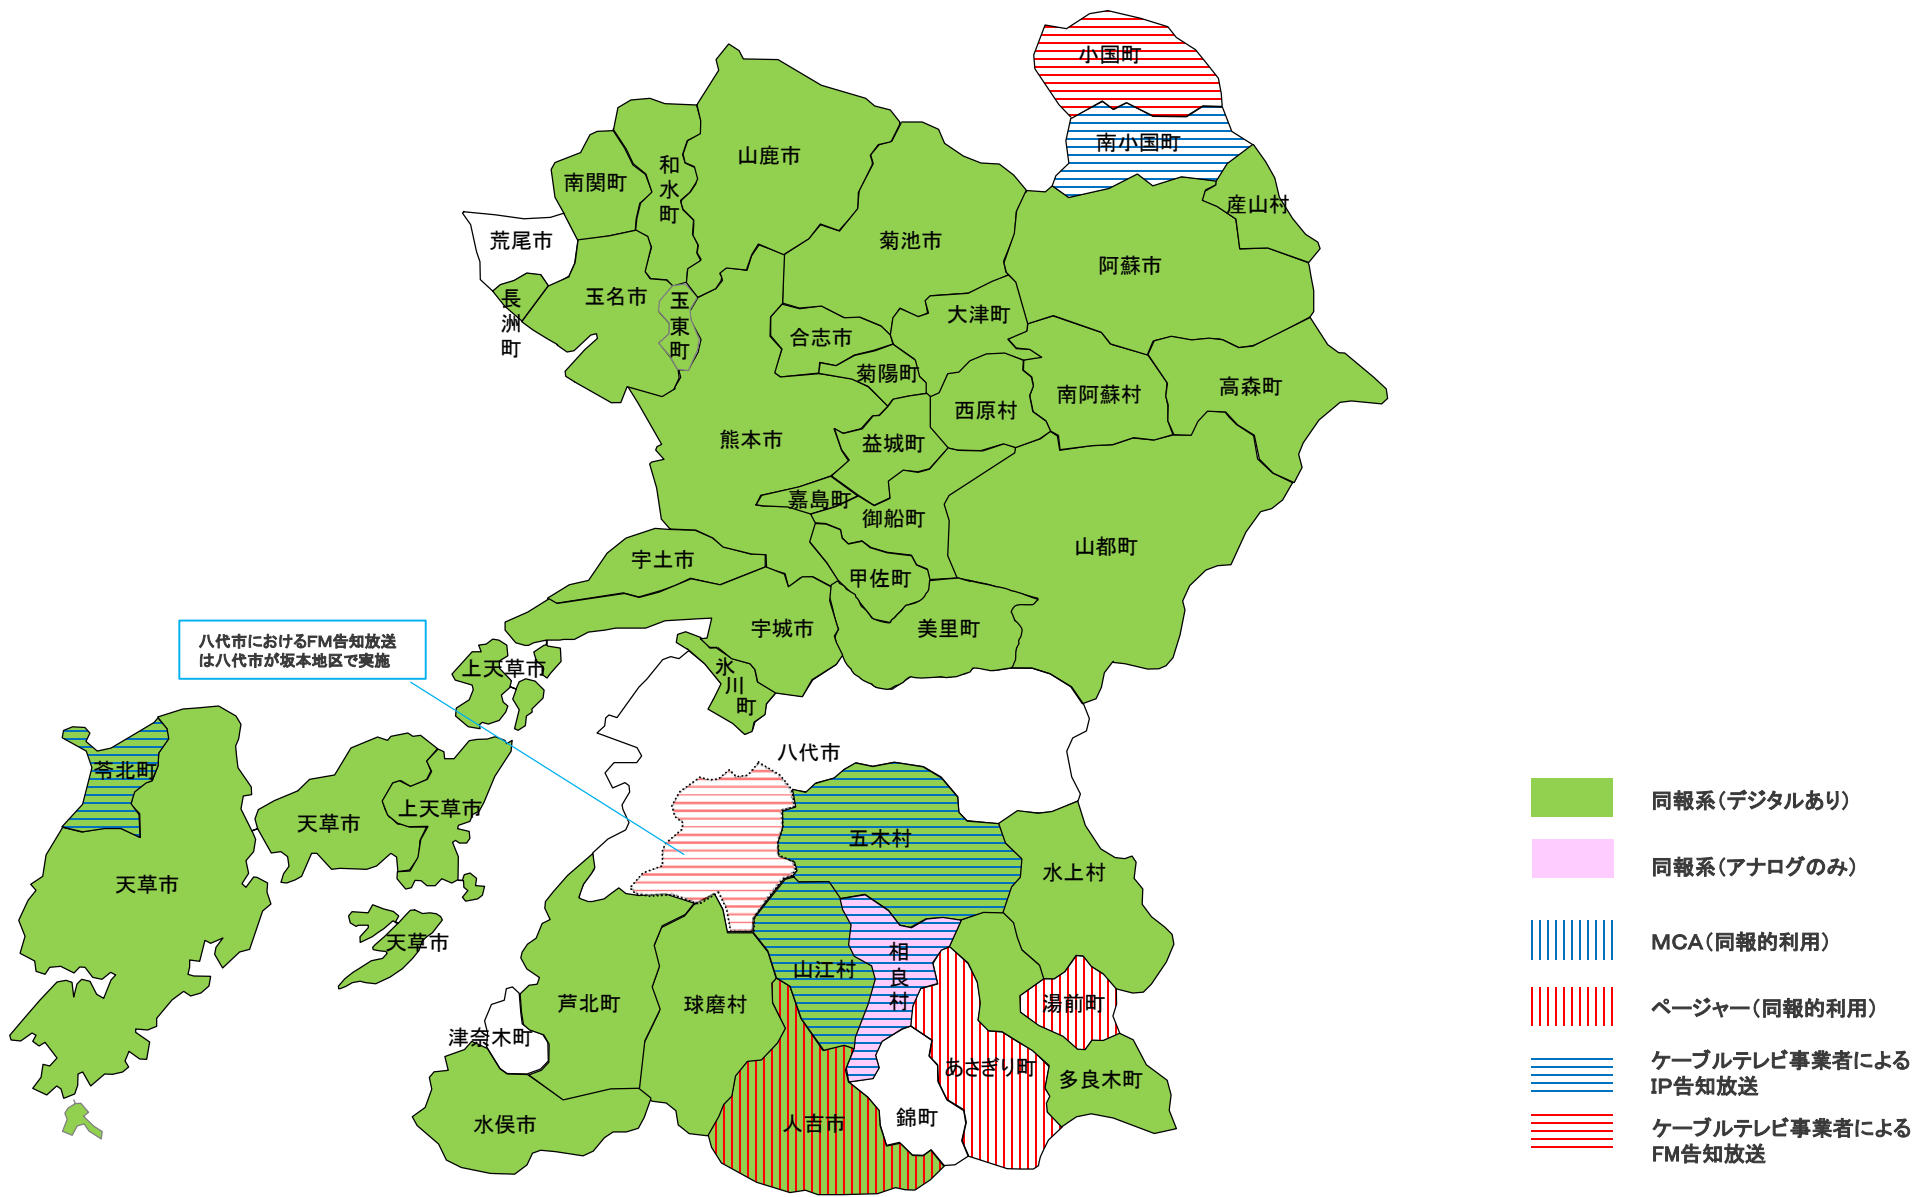 小国町
南小国町
産山村
山鹿市
和水町
南関町
荒尾市
長洲町
玉名市
玉東町
菊池市
阿蘇市
大津町
合志市
菊陽町
西原村
南阿蘇村
高森町
熊本市
益城町
嘉島町
御船町
山都町
宇土市
甲佐町
宇城市
美里町
氷川町
八代市におけるFM告知放送
は八代市が坂本地区で実施
上天草市
八代市
苓北町
天草市
上天草市
天草市
天草市
五木村
水上村
相良村
山江村
芦北町
球磨村
湯前町
津奈木町
あさぎり町
多良木町
水俣市
人吉市
錦町
同報系（デジタルあり）
同報系（アナログのみ）
MCA（同報的利用）
ページャー（同報的利用）
ケーブルテレビ事業者による
IP告知放送
ケーブルテレビ事業者による
FM告知放送